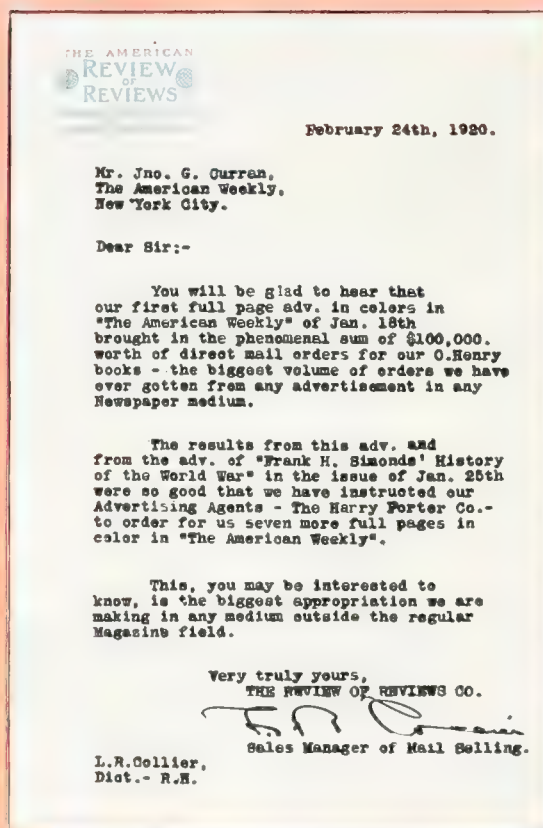 THE AMERICAN
REVIEW
OF
REVIEWS
February 24th, 1920.
Mr. Jno. G. Curran,
The American Weekly,
New York City.
Dear Sir:-
You will be glad to hear that
our first full page adv. in colors in
"The American Weekly" of Jan. 18th
brought in the phenomenal sum of $100,000.
worth of direct mail orders for our O.Henry
books - the biggest volume of orders we have
ever gotten from any advertisement in any
Newspaper medium.
The results from this adv. and
from the adv. of "Frank H. Simonds' History
of the World War" in the issue of Jan. 25th
were so good that we have instructed our
Advertising Agents - The Harry Porter Co.-
to order for us seven more full pages in
color in "The American Weekly".
This, you may be interested to
know, is the biggest appropriation we are
making in any medium outside the regular
Magazine field.
Very truly yours,
THE REVIEW OF REVIEWS CO.
Sales Manager of Mail Selling.
L.R.Collier,
Dict.- R.H.